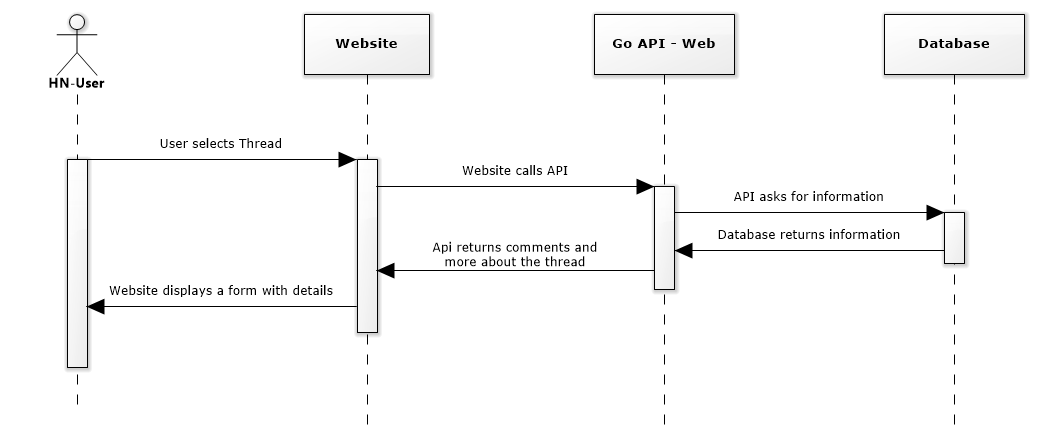 HN-User
Website
Go API - Web
Database
User selects Thread
Website calls API
API asks for information
Database returns information
Api returns comments and
more about the thread
Website displays a form with details